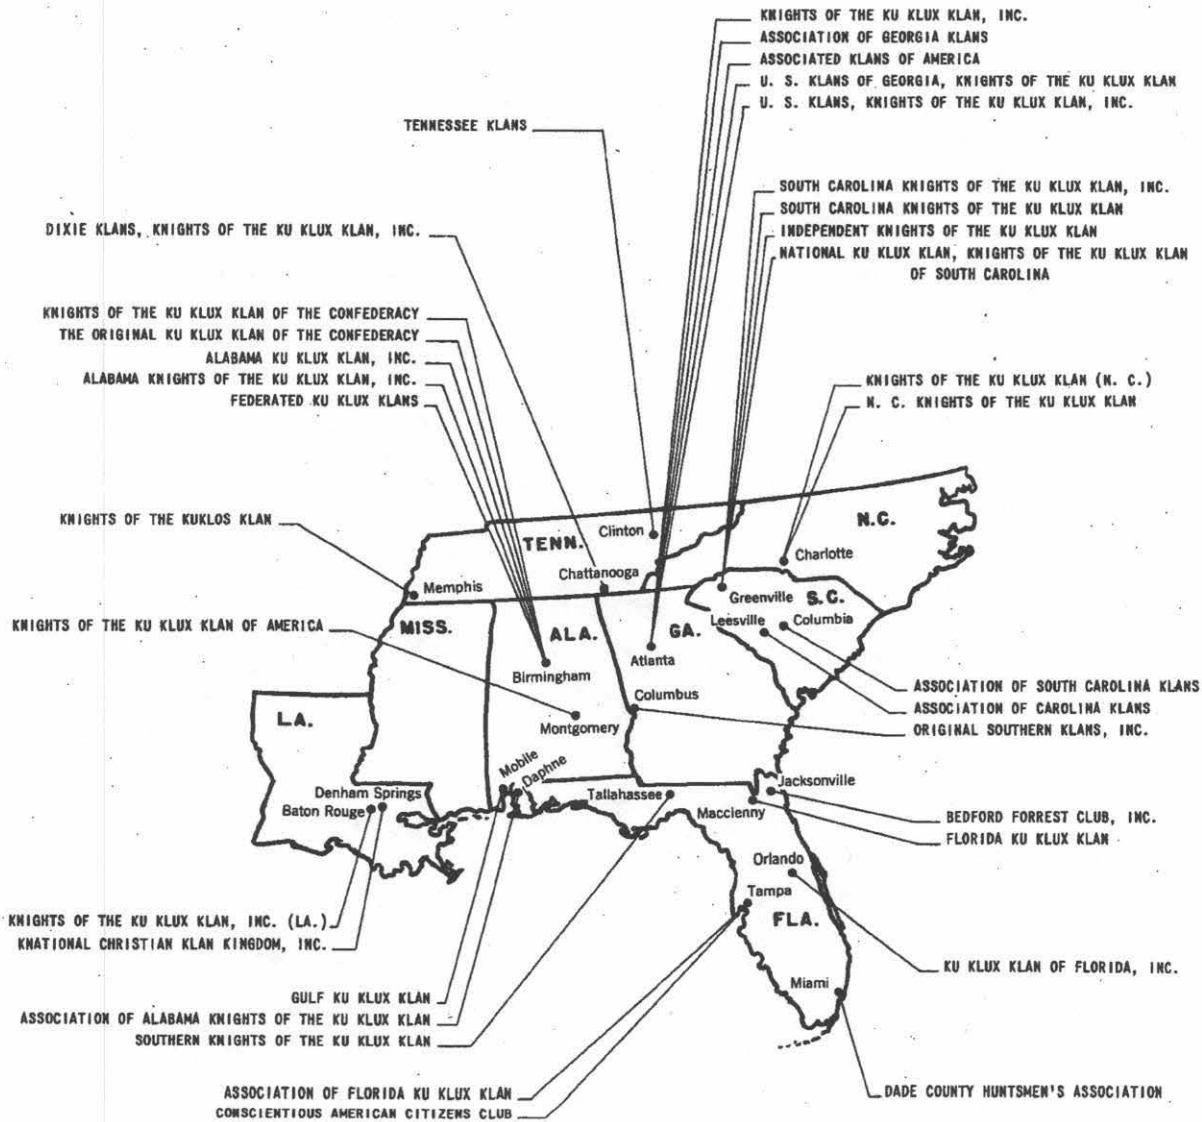 KNIGHTS OF THE KU KLUX KLAN, INC.
ASSOCIATION OF GEORGIA KLANS
ASSOCIATED KLANS OF AMERICA
U. S. KLANS OF GEORGIA, KNIGHTS OF THE KU KLUX KLAN
U. S. KLANS, KNIGHTS OF THE KU KLUX KLAN, INC.
TENNESSEE KLANS
SOUTH CAROLINA KNIGHTS OF THE KU KLUX KLAN, INC.
SOUTH CAROLINA KNIGHTS OF THE KU KLUX KLAN
INDEPENDENT KNIGHTS OF THE KU KLUX KLAN
NATIONAL KU KLUX KLAN, KNIGHTS OF THE KU KLUX KLAN
OF SOUTH CAROLINA
DIXIE KLANS, KNIGHTS OF THE KU KLUX KLAN, INC.
KNIGHTS OF THE KU KLUX KLAN OF THE CONFEDERACY
THE ORIGINAL KU KLUX KLAN OF THE CONFEDERACY
ALABAMA KU KLUX KLAN, INC.
ALABAMA KNIGHTS OF THE KU KLUX KLAN, INC.
FEDERATED KU KLUX KLANS
KNIGHTS OF THE KU KLUX KLAN (N. C.)
N. C. KNIGHTS OF THE KU KLUX KLAN
KNIGHTS OF THE KUKLOS KLAN
KNIGHTS OF THE KU KLUX KLAN OF AMERICA
TENN.
Clinton
N.C.
Charlotte
Chattanooga
Memphis
Greenville
S.C.
Leesville
Columbia
MISS.
ALA.
GA.
Birmingham
Atlanta
Columbus
Montgomery
LA.
Mobile
Daphne
Denham Springs
Baton Rouge
Tallahassee
Jacksonville
Maccienny
Orlando
Tampa
FLA.
Miami
ASSOCIATION OF SOUTH CAROLINA KLANS
ASSOCIATION OF CAROLINA KLANS
ORIGINAL SOUTHERN KLANS, INC.
BEDFORD FORREST CLUB, INC.
FLORIDA KU KLUX KLAN
KNIGHTS OF THE KU KLUX KLAN, INC. (LA.)
KNATIONAL CHRISTIAN KLAN KINGDOM, INC.
KU KLUX KLAN OF FLORIDA, INC.
GULF KU KLUX KLAN
ASSOCIATION OF ALABAMA KNIGHTS OF THE KU KLUX KLAN
SOUTHERN KNIGHTS OF THE KU KLUX KLAN
ASSOCIATION OF FLORIDA KU KLUX KLAN
CONSCIENTIOUS AMERICAN CITIZENS CLUB
DADE COUNTY HUNTSMEN'S ASSOCIATION